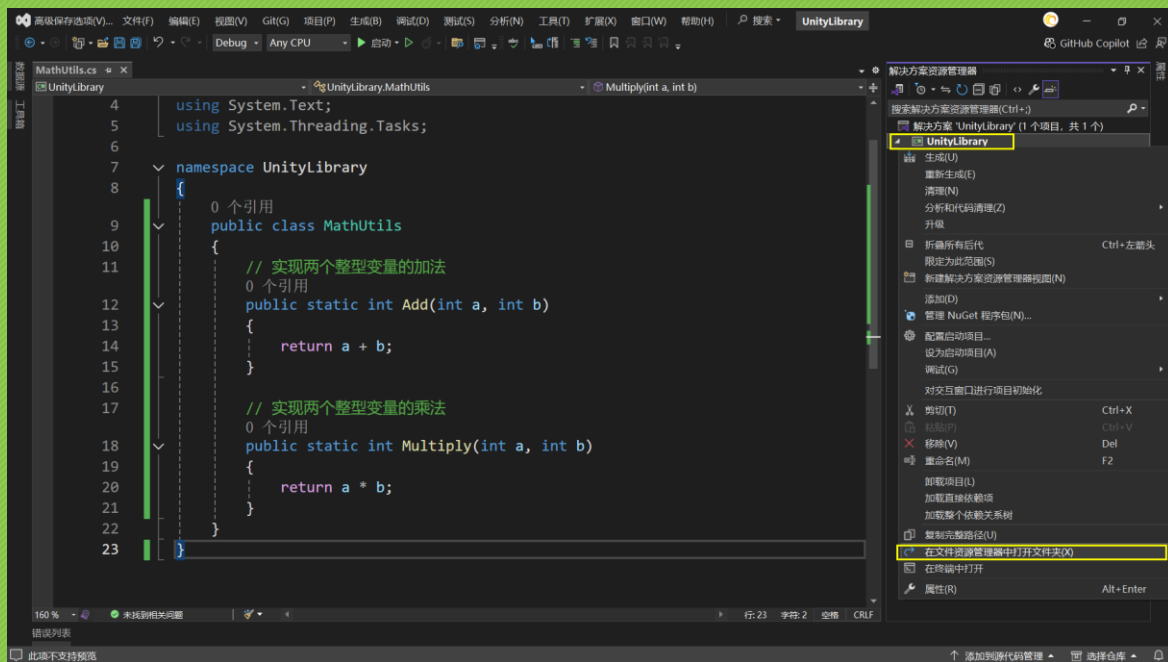 高级保存选项(V)... 文件(F) 编辑(E) 视图(V) Git(G) 项目(P) 生成(B) 调试(D) 测试(S) 分析(N) 工具(T) 扩展(X) 窗口(W) 帮助(H) 搜索 UnityLibrary
Debug Any CPU 启动 GitHub Copilot
数据源
工具箱
MathUtils.cs
UnityLibrary UnityLibrary.MathUtils Multiply(int a, int b)
4 using System.Text;
5 using System.Threading.Tasks;
6
7 namespace UnityLibrary
8 {
0 个引用
9 public class MathUtils
10 {
11 // 实现两个整型变量的加法
0 个引用
12 public static int Add(int a, int b)
13 {
14 return a + b;
15 }
16
17 // 实现两个整型变量的乘法
0 个引用
18 public static int Multiply(int a, int b)
19 {
20 return a * b;
21 }
22 }
23 }
160 % 未找到相关问题 行: 23 字符: 2 空格 CRLF
错误列表
此项不支持预览
解决方案资源管理器
属性
搜索解决方案资源管理器(Ctrl+;)
解决方案 'UnityLibrary' (1 个项目, 共 1 个)
UnityLibrary
生成(U)
重新生成(E)
清理(N)
分析和代码清理(Z)
升级
折叠所有后代 Ctrl+左箭头
限定为此范围(S)
新建解决方案资源管理器视图(N)
添加(D)
管理 NuGet 程序包(N)...
配置启动项目...
设为启动项目(A)
调试(G)
对交互窗口进行项目初始化
剪切(T) Ctrl+X
粘贴(P) Ctrl+V
移除(V) Del
重命名(M) F2
卸载项目(L)
加载直接依赖项
加载整个依赖关系树
复制完整路径(U)
在文件资源管理器中打开文件夹(X)
在终端中打开
属性(R) Alt+Enter
添加到源代码管理 选择仓库